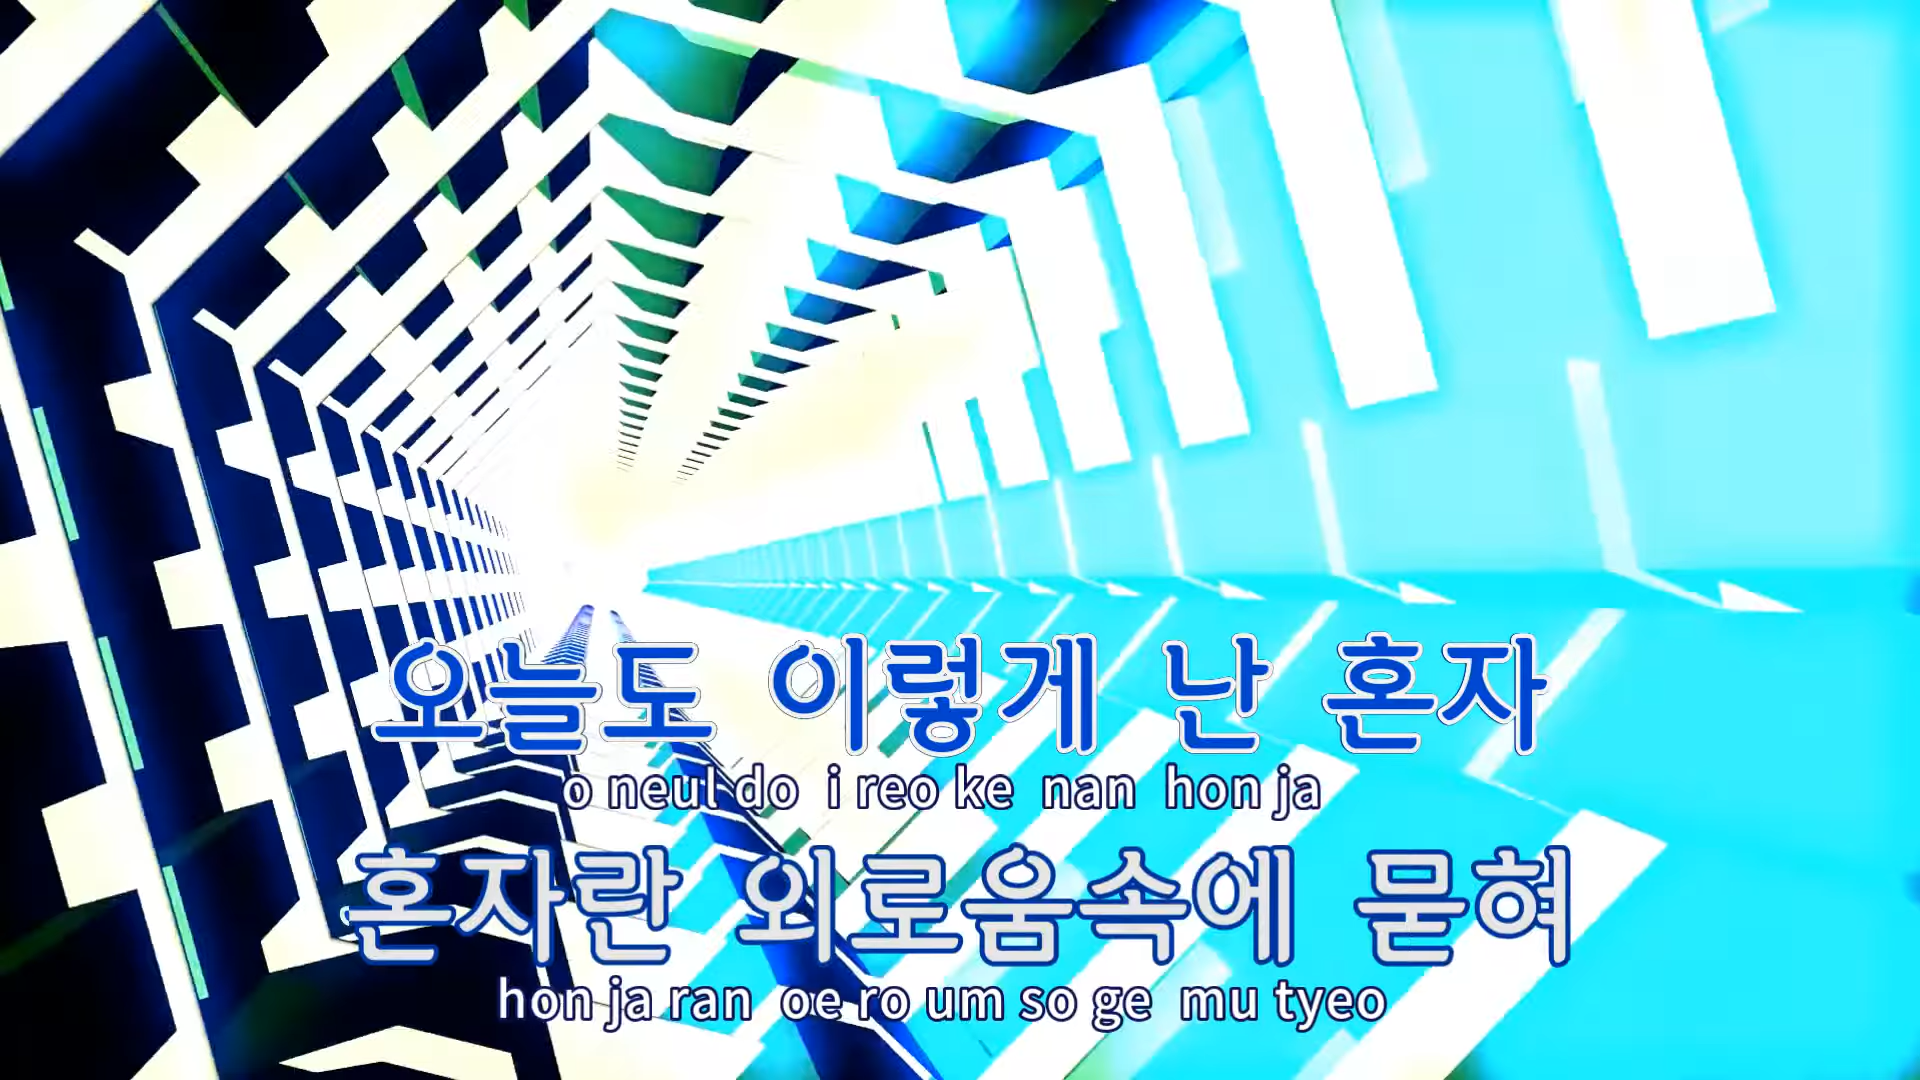 오늘도 이렇게 난 혼자
o neul do i reo ke nan hon ja
혼자란 외로움속에 묻혀
hon ja ran oe ro um so ge mu tyeo